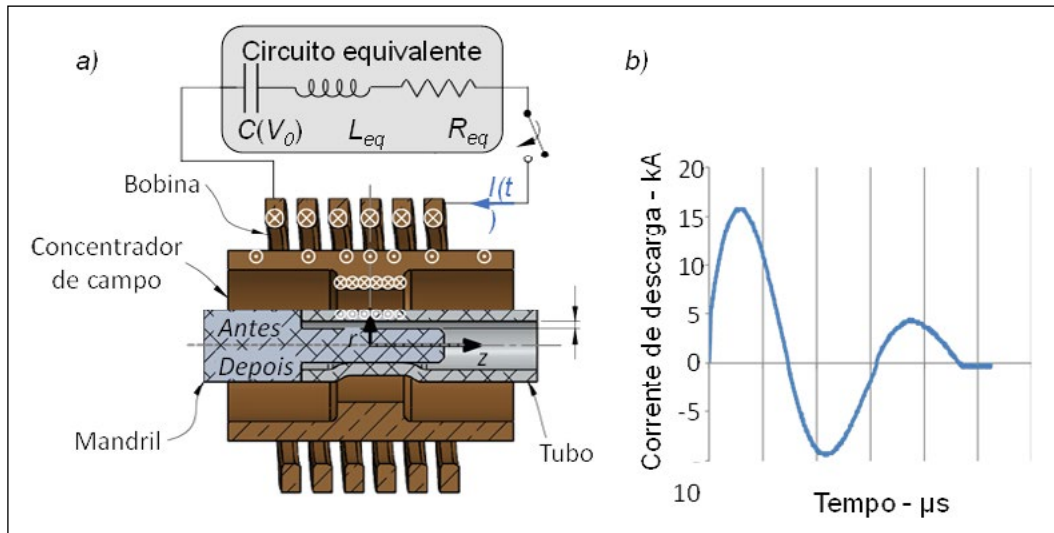 a)
Circuito equivalente
C(V0)
Leq
Req
I(t
)
Bobina
Concentrador
de campo
Antes
Depois
r
z
Mandril
Tubo
b)
Corrente de descarga - kA
20
15
10
5
0
-5
10
Tempo - µs